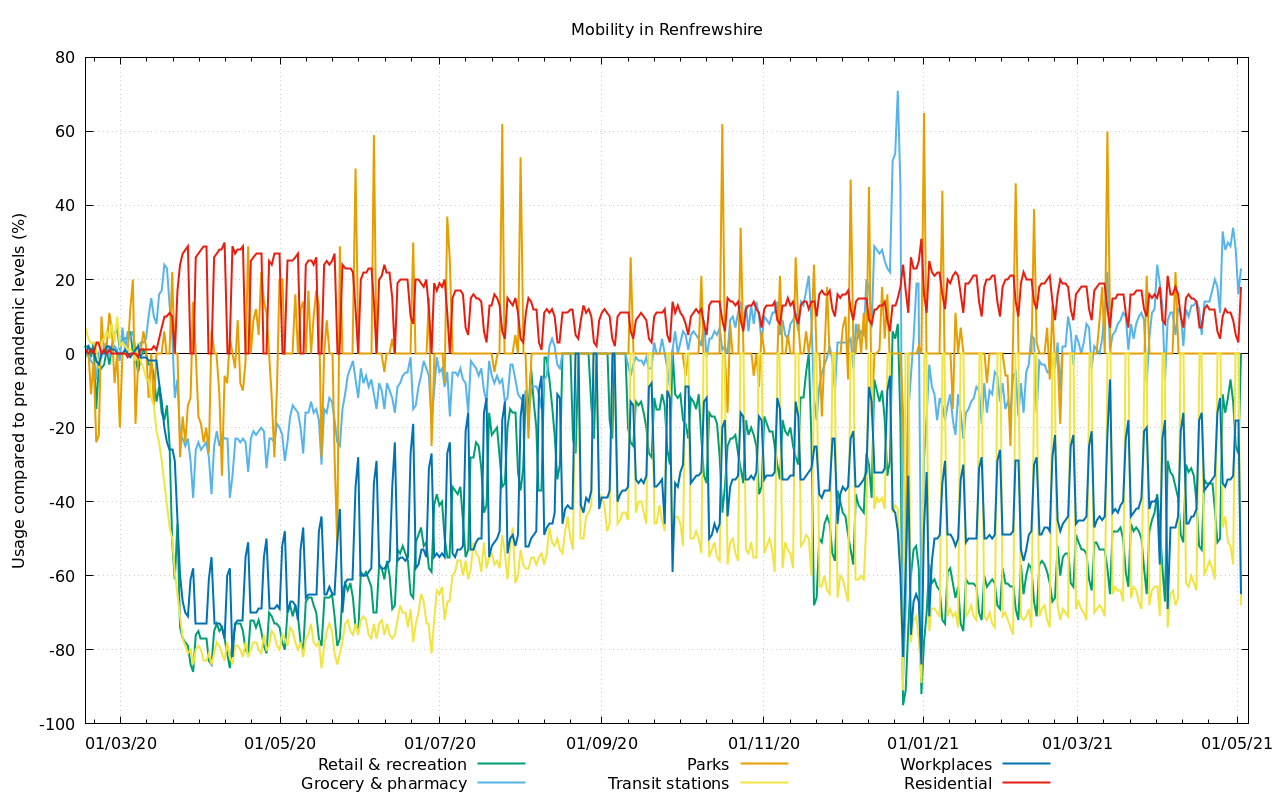 Mobility in Renfrewshire
Usage compared to pre pandemic levels (%)
80
60
40
20
0
-20
-40
-60
-80
-100
01/03/20 01/05/20 01/07/20 01/09/20 01/11/20 01/01/21 01/03/21 01/05/21
Retail & recreation Parks Workplaces
Grocery & pharmacy Transit stations Residential